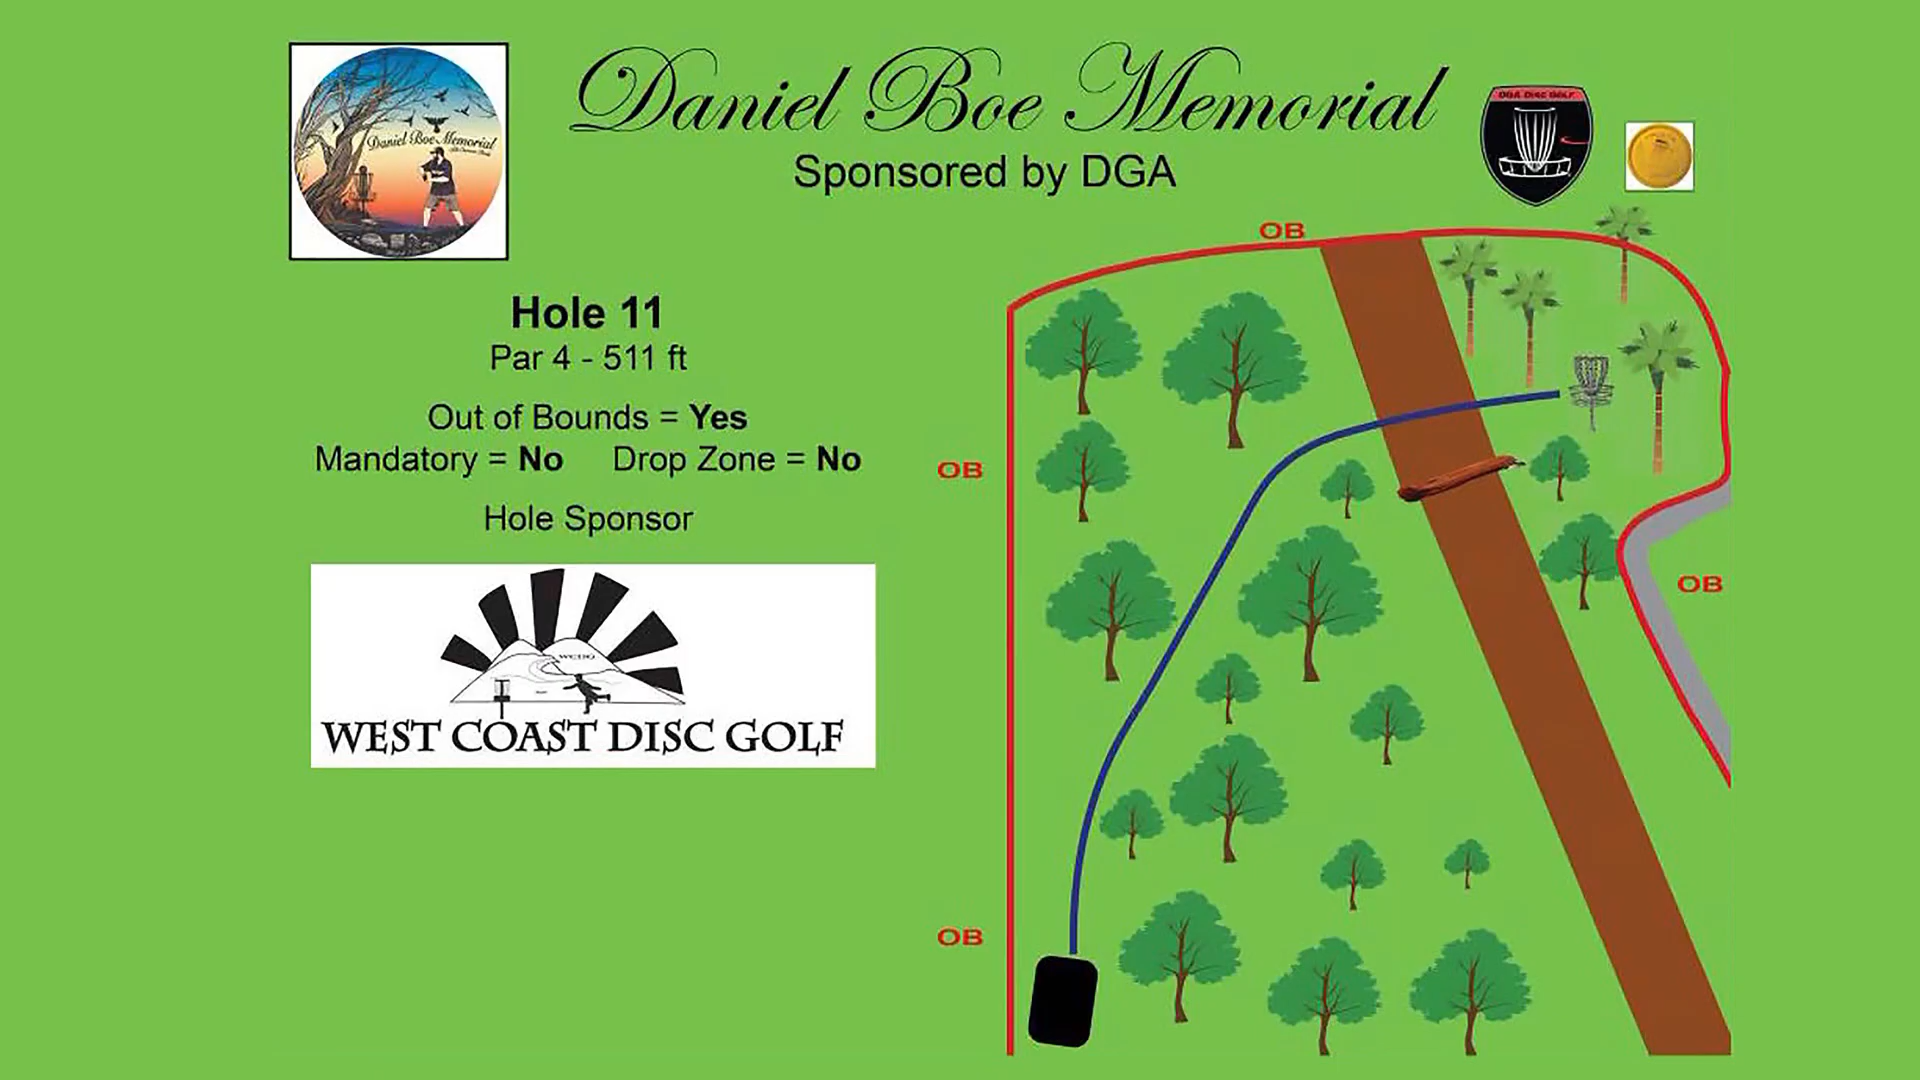 Daniel Boe Memorial
Sponsored by DGA
Daniel Boe Memorial
DGA DISC GOLF
Hole 11
Par 4 - 511 ft
Out of Bounds = Yes
Mandatory = No Drop Zone = No
Hole Sponsor
WCDG
WEST COAST DISC GOLF
OB
OB
OB
OB